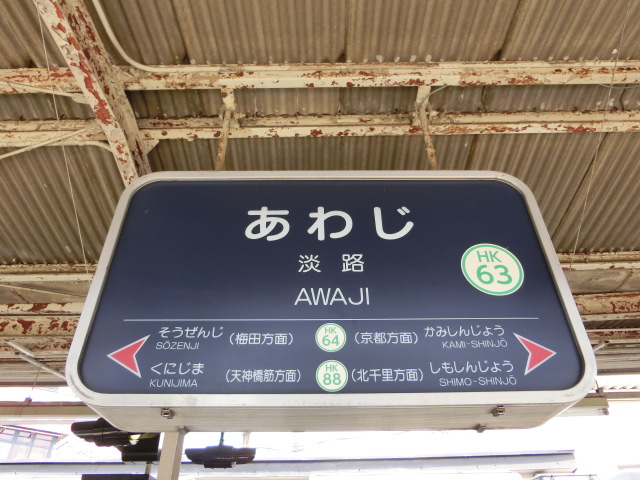 あわじ
淡路
AWAJI
HK
63
そうぜんじ (梅田方面) HK 64 (京都方面) かみしんじょう
SŌZENJI KAMI-SHINJŌ
くにじま (天神橋筋方面) HK 88 (北千里方面) しもしんじょう
KUNIJIMA SHIMO-SHINJŌ